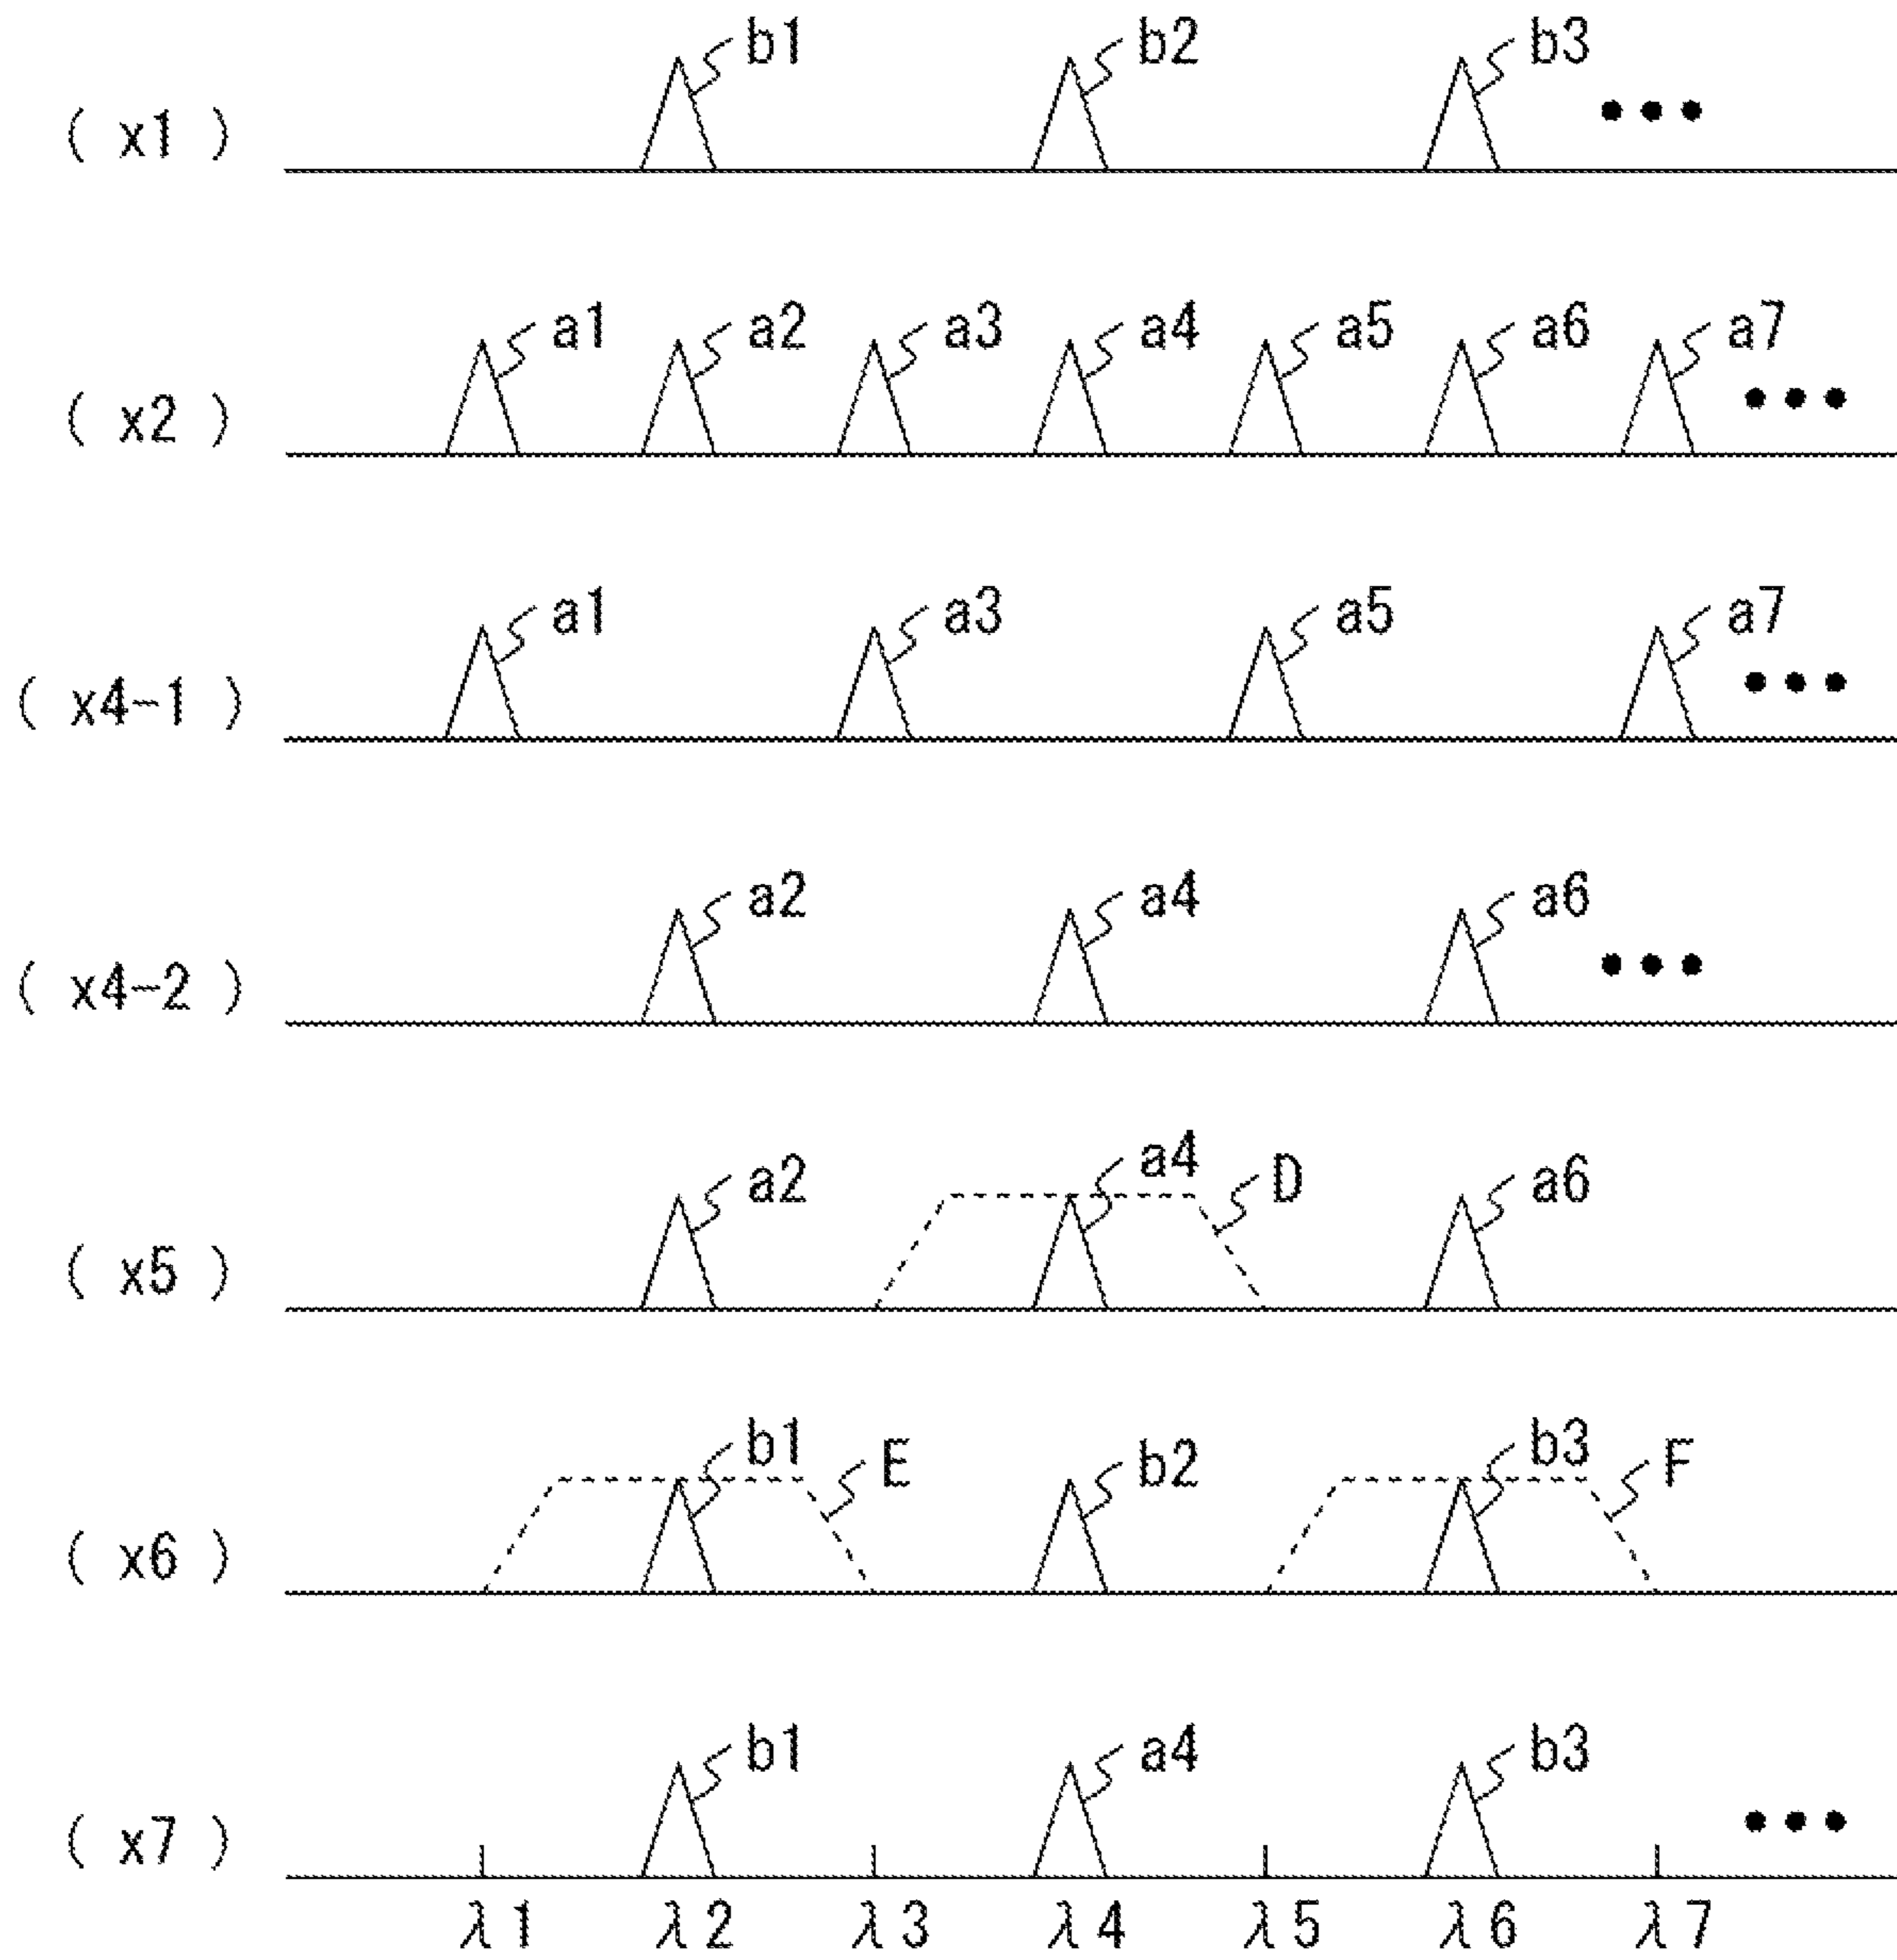 ( x1 ) b1 b2 b3 •••
( x2 ) a1 a2 a3 a4 a5 a6 a7 •••
( x4-1 ) a1 a3 a5 a7 •••
( x4-2 ) a2 a4 a6 •••
( x5 ) a2 a4 D a6
( x6 ) b1 E b2 b3 F
( x7 ) b1 a4 b3 •••
λ1 λ2 λ3 λ4 λ5 λ6 λ7